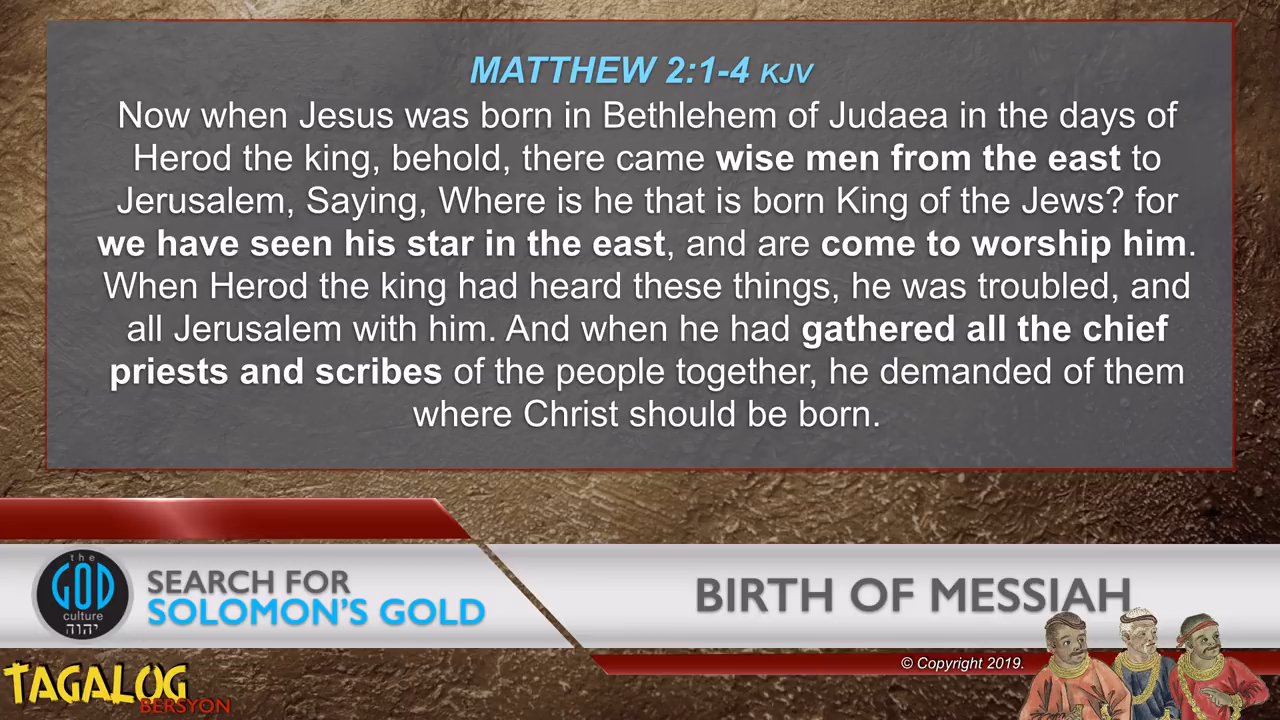 MATTHEW 2:1-4 KJV
Now when Jesus was born in Bethlehem of Judaea in the days of
Herod the king, behold, there came wise men from the east to
Jerusalem, Saying, Where is he that is born King of the Jews? for
we have seen his star in the east, and are come to worship him.
When Herod the king had heard these things, he was troubled, and
all Jerusalem with him. And when he had gathered all the chief
priests and scribes of the people together, he demanded of them
where Christ should be born.
the
GOD
culture
יהוה
SEARCH FOR
SOLOMON'S GOLD
BIRTH OF MESSIAH
© Copyright 2019.
TAGALOG
BERSYON